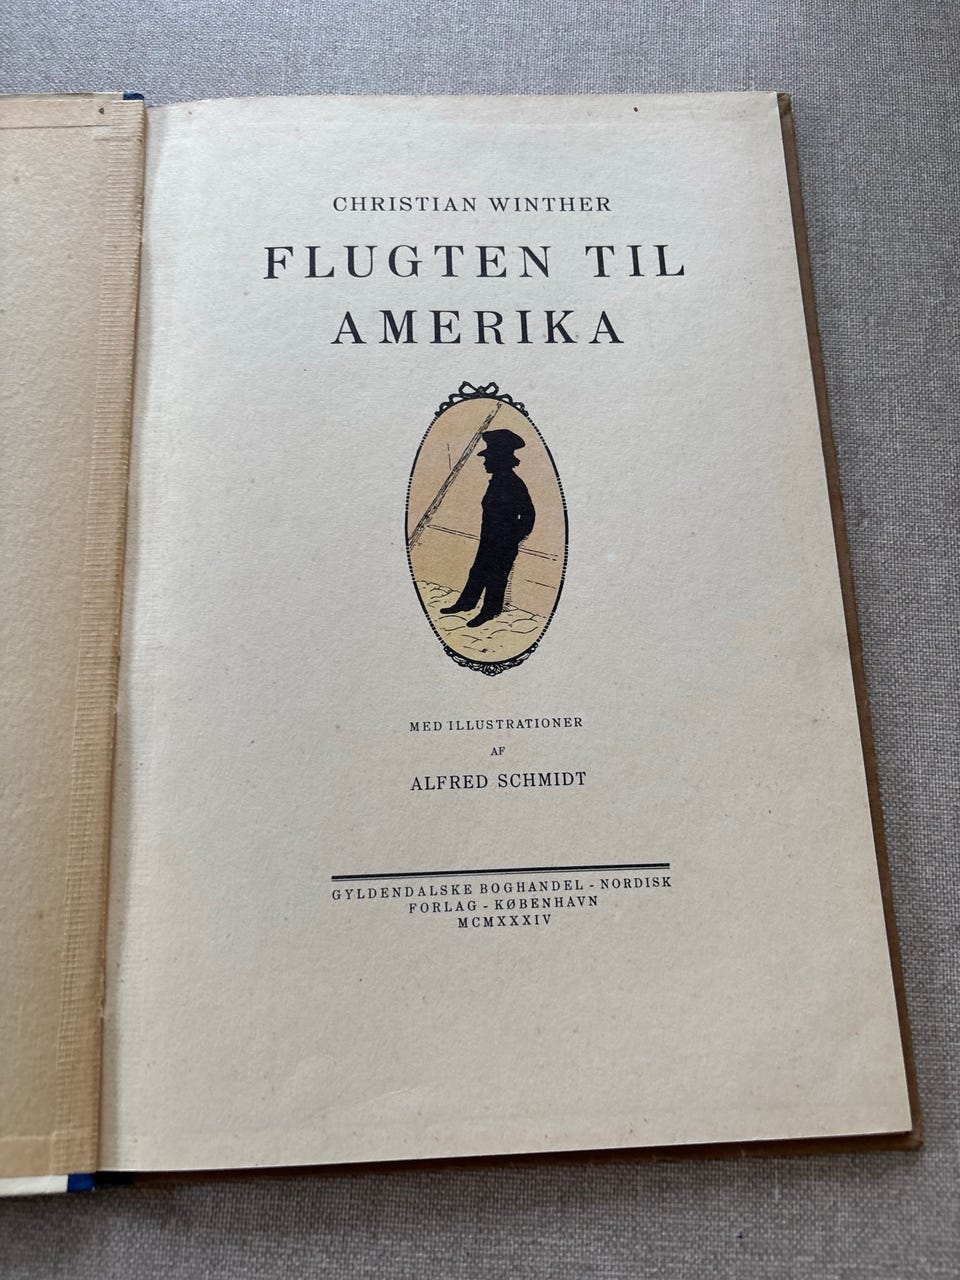 CHRISTIAN WINTHER
FLUGTEN TIL
AMERIKA
MED ILLUSTRATIONER
AF
ALFRED SCHMIDT
GYLDENDALSKE BOGHANDEL - NORDISK
FORLAG - KØBENHAVN
MCMXXXIV